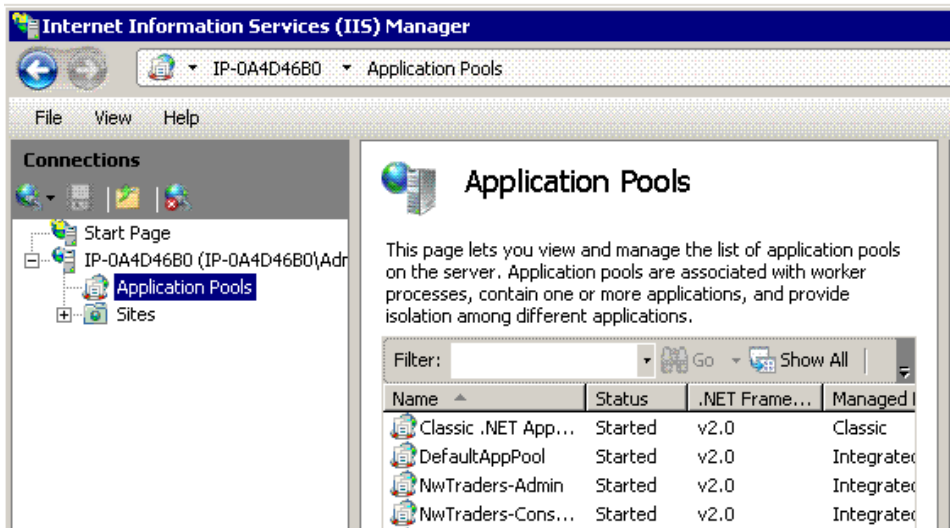 Internet Information Services (IIS) Manager
IP-0A4D46B0 Application Pools
File View Help
Connections
Start Page
IP-0A4D46B0 (IP-0A4D46B0\Adr
Application Pools
Sites
Application Pools
This page lets you view and manage the list of application pools
on the server. Application pools are associated with worker
processes, contain one or more applications, and provide
isolation among different applications.
Filter: Go Show All
Name Status .NET Frame... Managed
Classic .NET App... Started v2.0 Classic
DefaultAppPool Started v2.0 Integrated
NwTraders-Admin Started v2.0 Integrated
NwTraders-Cons... Started v2.0 Integrated